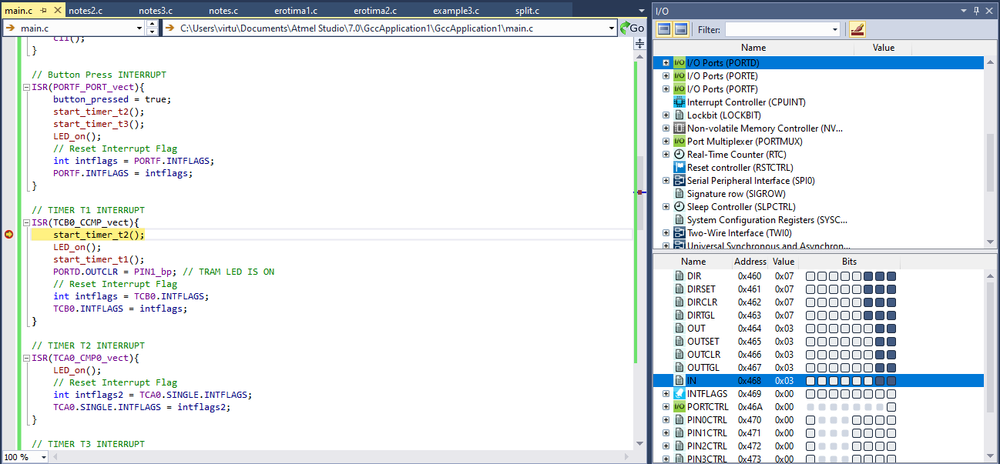 main.c
notes2.c
notes3.c
notes.c
erotima1.c
erotima2.c
example3.c
split.c
main.c
C:\Users\virtu\Documents\Atmel Studio\7.0\GccApplication1\GccApplication1\main.c
Go
cli();
}
// Button Press INTERRUPT
ISR(PORTF_PORT_vect){
button_pressed = true;
start_timer_t2();
start_timer_t3();
LED_on();
// Reset Interrupt Flag
int intflags = PORTF.INTFLAGS;
PORTF.INTFLAGS = intflags;
}
// TIMER T1 INTERRUPT
ISR(TCB0_CCMP_vect){
start_timer_t2();
LED_on();
start_timer_t1();
PORTD.OUTCLR = PIN1_bp; // TRAM LED IS ON
// Reset Interrupt Flag
int intflags = TCB0.INTFLAGS;
TCB0.INTFLAGS = intflags;
}
// TIMER T2 INTERRUPT
ISR(TCA0_CMP0_vect){
LED_on();
// Reset Interrupt Flag
int intflags2 = TCA0.SINGLE.INTFLAGS;
TCA0.SINGLE.INTFLAGS = intflags2;
}
// TIMER T3 INTERRUPT
100 %
I/O
Filter:
Name Value
I/O I/O Ports (PORTD)
I/O I/O Ports (PORTE)
I/O I/O Ports (PORTF)
Interrupt Controller (CPUINT)
Lockbit (LOCKBIT)
Non-volatile Memory Controller (NV...
I/O Port Multiplexer (PORTMUX)
Real-Time Counter (RTC)
Reset controller (RSTCTRL)
Serial Peripheral Interface (SPI0)
Signature row (SIGROW)
Sleep Controller (SLPCTRL)
System Configuration Registers (SYSC...
Two-Wire Interface (TWI0)
Universal Synchronous and Asynchron...
Name Address Value Bits
DIR 0x460 0x07
DIRSET 0x461 0x07
DIRCLR 0x462 0x07
DIRTGL 0x463 0x07
OUT 0x464 0x03
OUTSET 0x465 0x03
OUTCLR 0x466 0x03
OUTTGL 0x467 0x03
IN 0x468 0x03
INTFLAGS 0x469 0x00
I/O PORTCTRL 0x46A 0x00
PIN0CTRL 0x470 0x00
PIN1CTRL 0x471 0x00
PIN2CTRL 0x472 0x00
PIN3CTRL 0x473 0x00